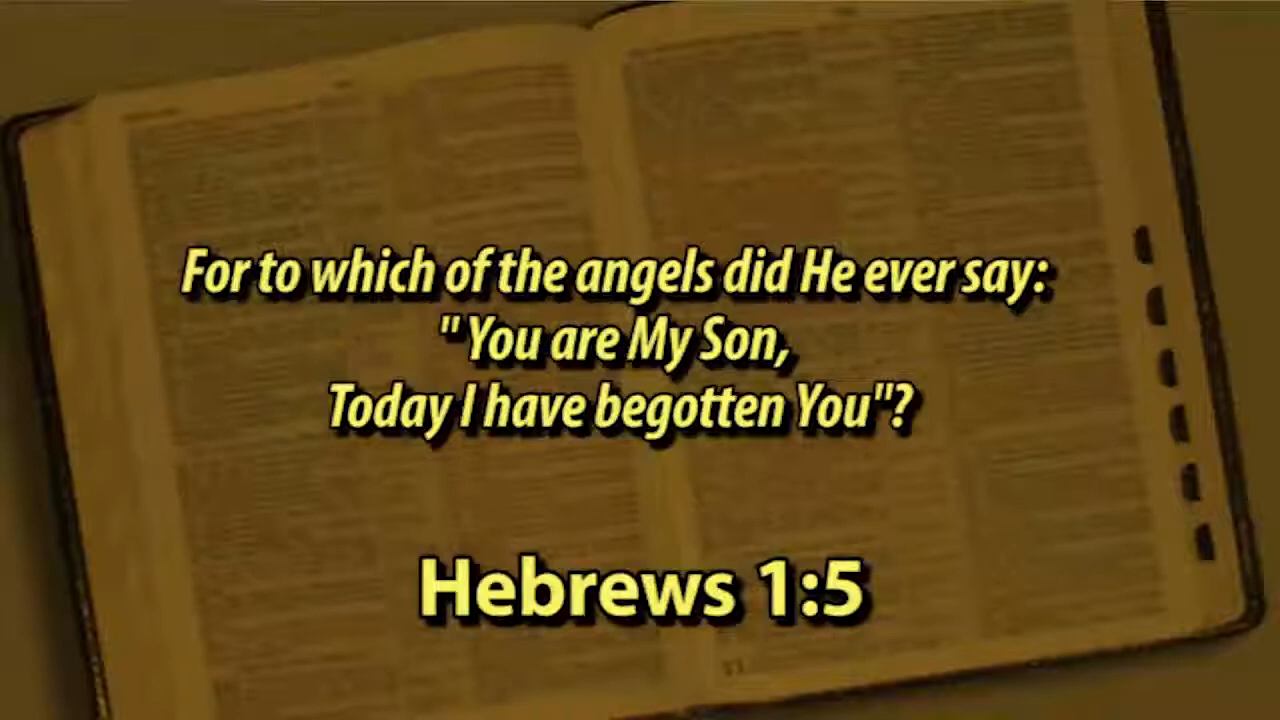 For to which of the angels did He ever say:
"You are My Son,
Today I have begotten You"?
Hebrews 1:5